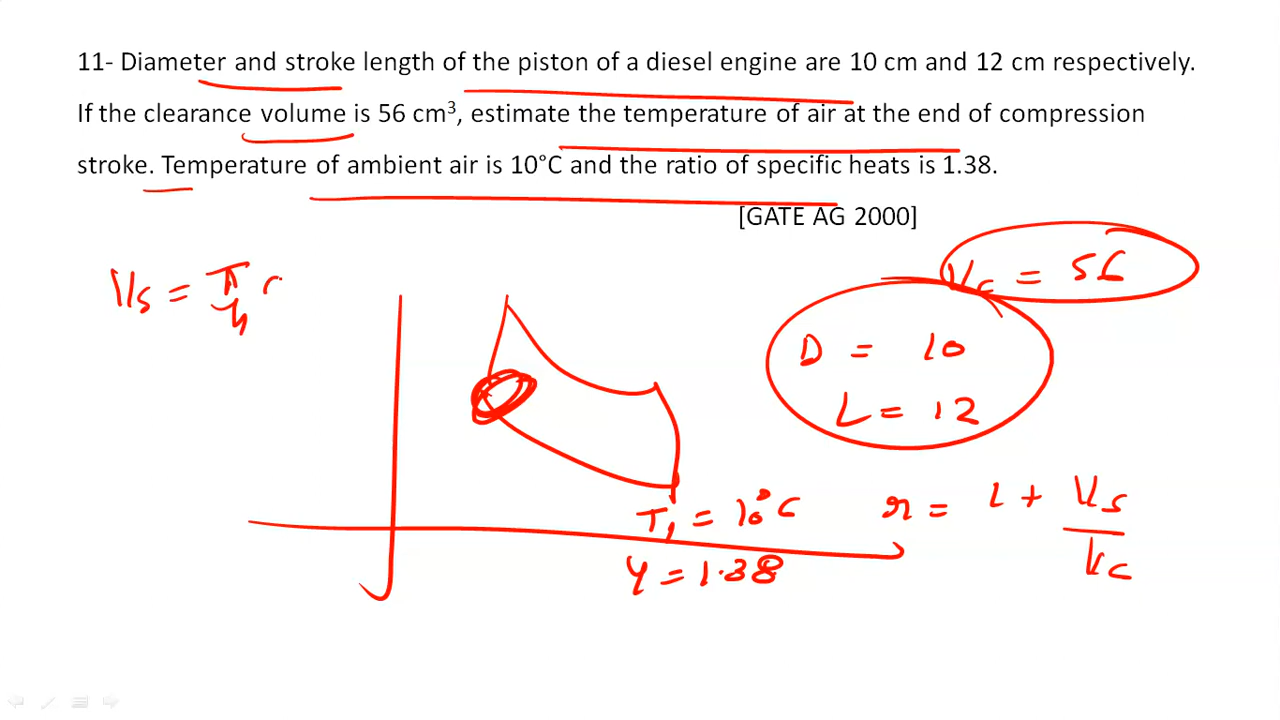 11- Diameter and stroke length of the piston of a diesel engine are 10 cm and 12 cm respectively.
If the clearance volume is 56 cm³, estimate the temperature of air at the end of compression
stroke. Temperature of ambient air is 10°C and the ratio of specific heats is 1.38.
[GATE AG 2000]
Vc = 56
Vs = π/4
D = 10
L = 12
T1 = 10°C
r = 1 + Vs/Vc
γ = 1.38